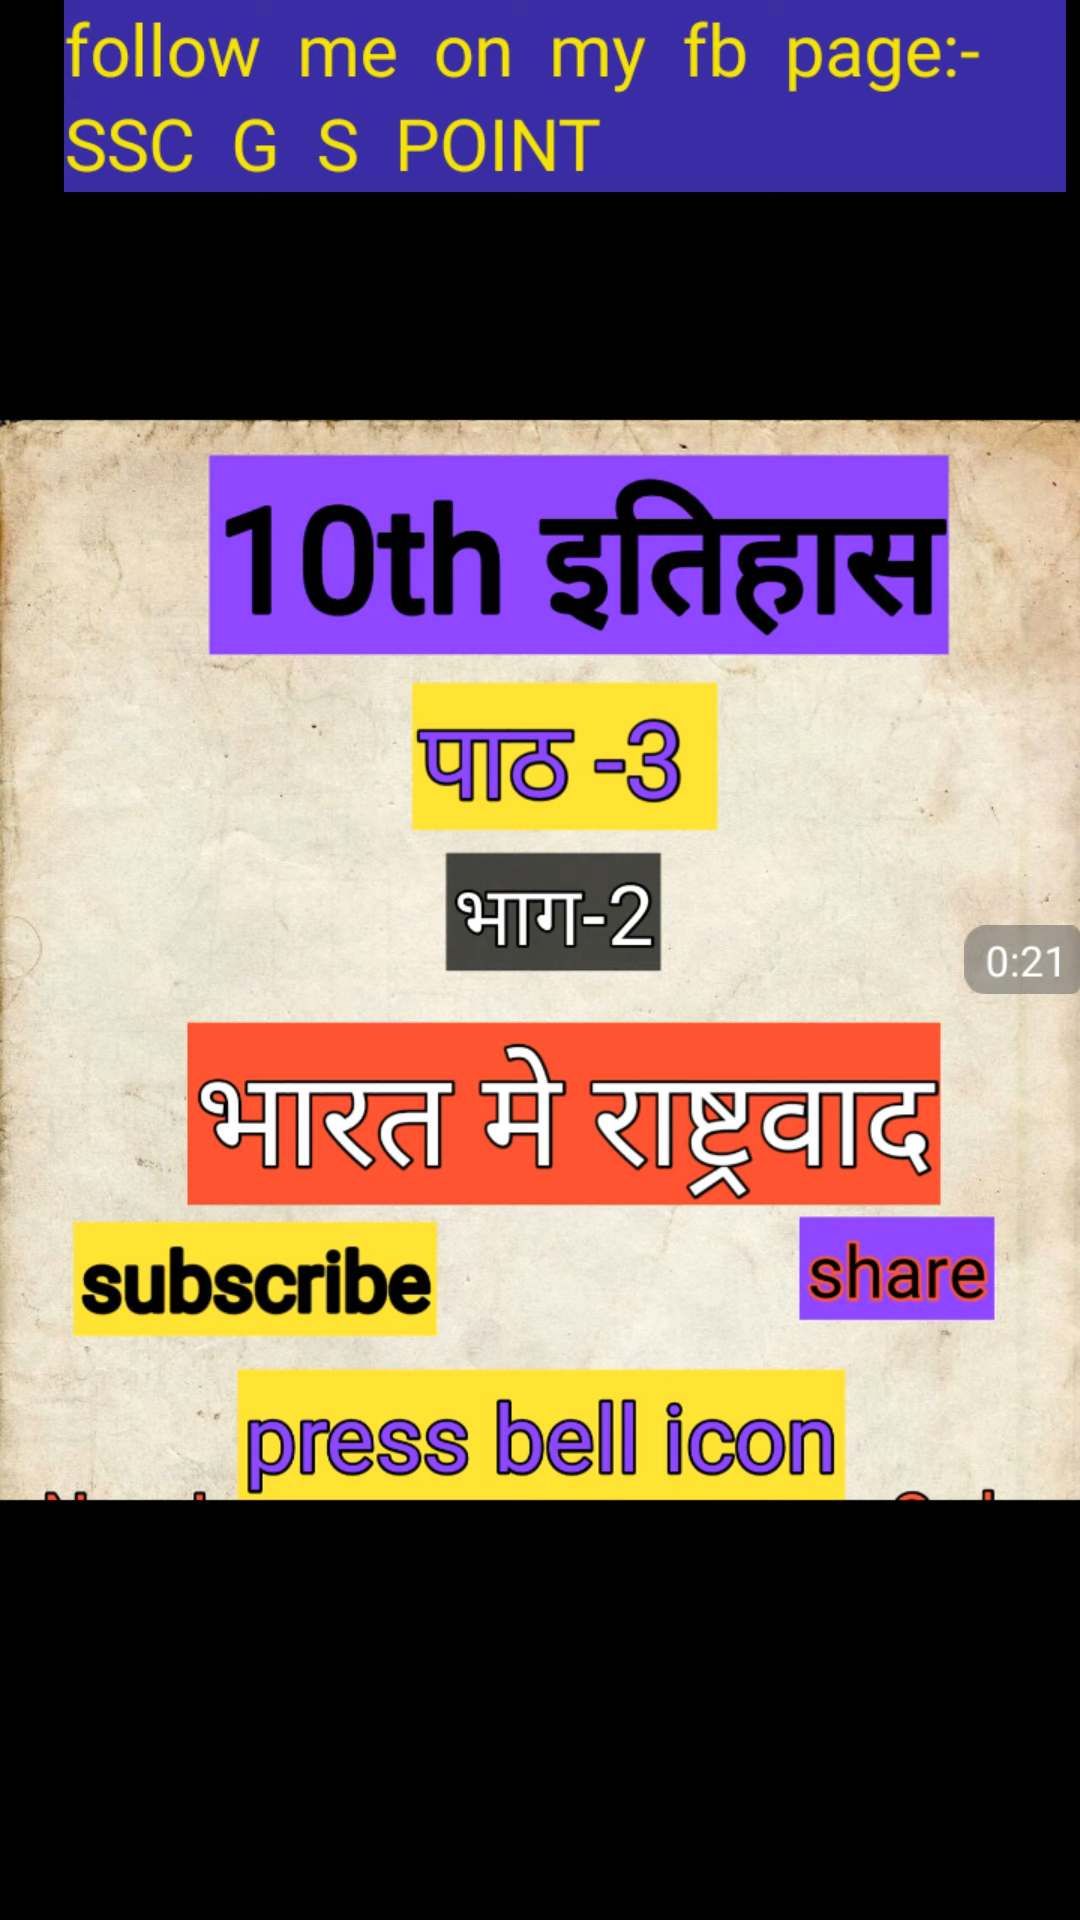 follow me on my fb page:-
SSC G S POINT
10th इतिहास
पाठ -3
भाग-2
0:21
भारत मे राष्ट्रवाद
subscribe
share
press bell icon